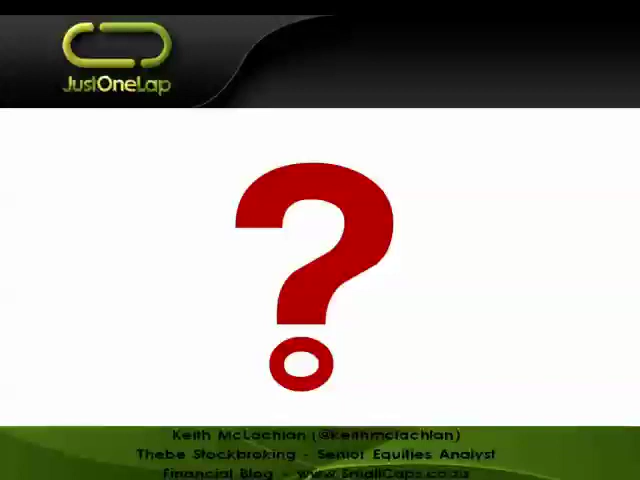 JustOneLap
?
Keith McLachlan (@keithmclachlan)
Thebe Stockbroking - Senior Equities Analyst
Financial Blog - www.SmallCaps.co.za